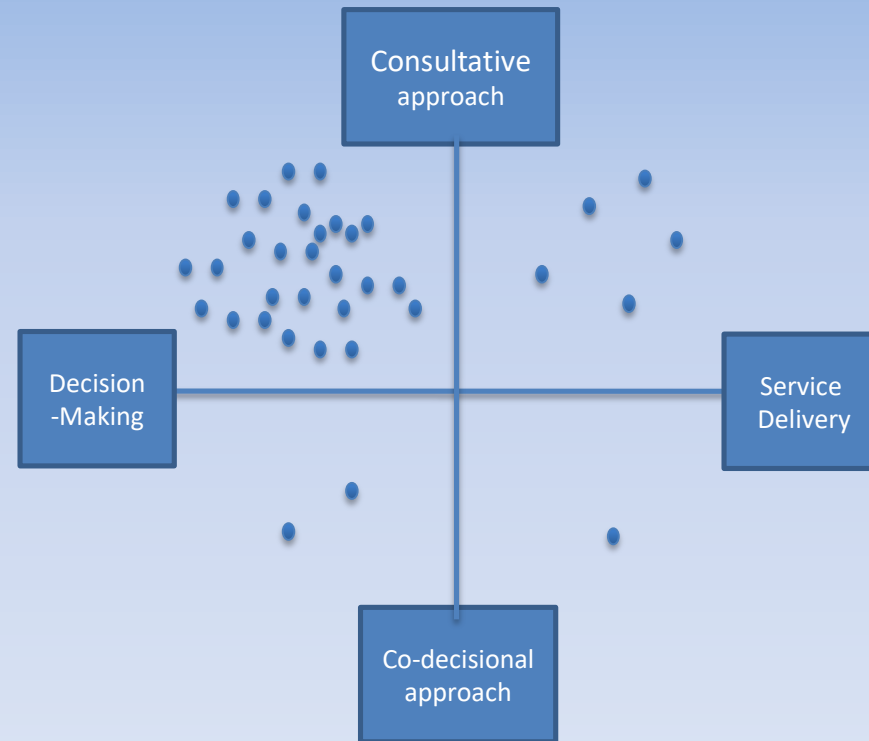 Consultative
approach
Decision
-Making
Service
Delivery
Co-decisional
approach